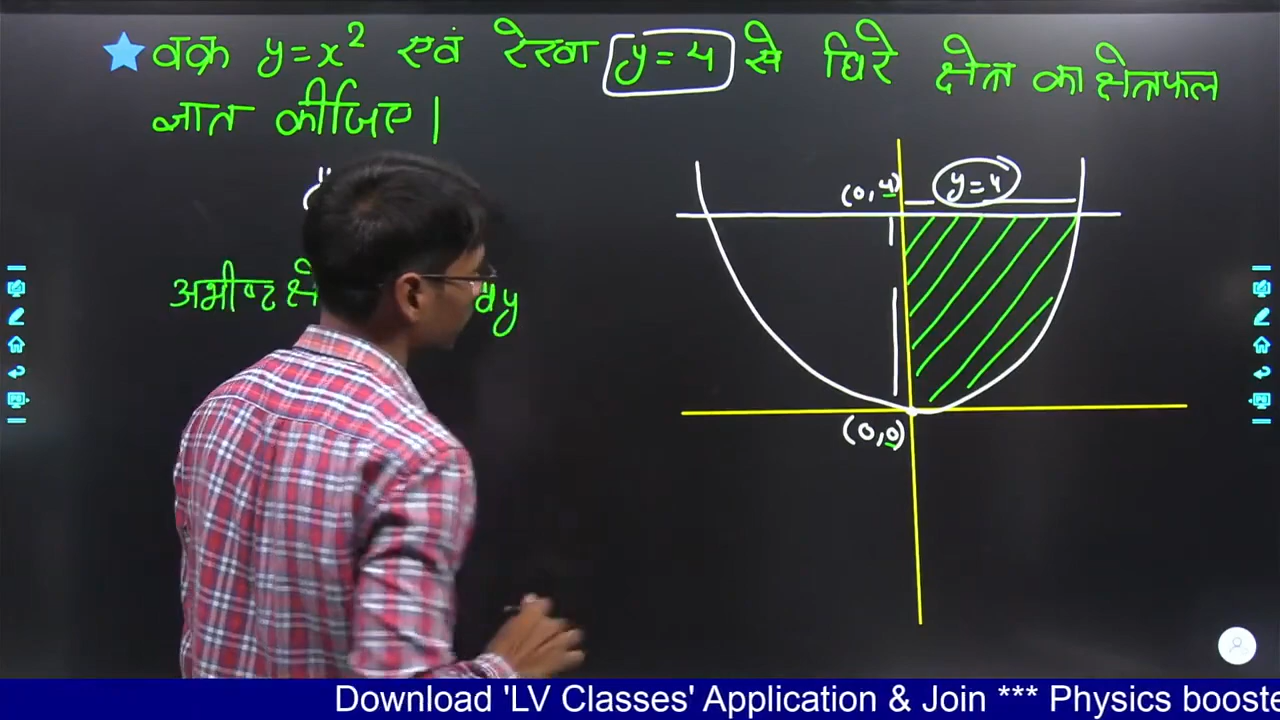 वक्र y=x² एवं रेखा y=4 से घिरे क्षेत्र का क्षेत्रफल
ज्ञात कीजिए।
(0,4)
y=4
अभीष्ट क्षे dy
(0,0)
Download 'LV Classes' Application & Join *** Physics booste